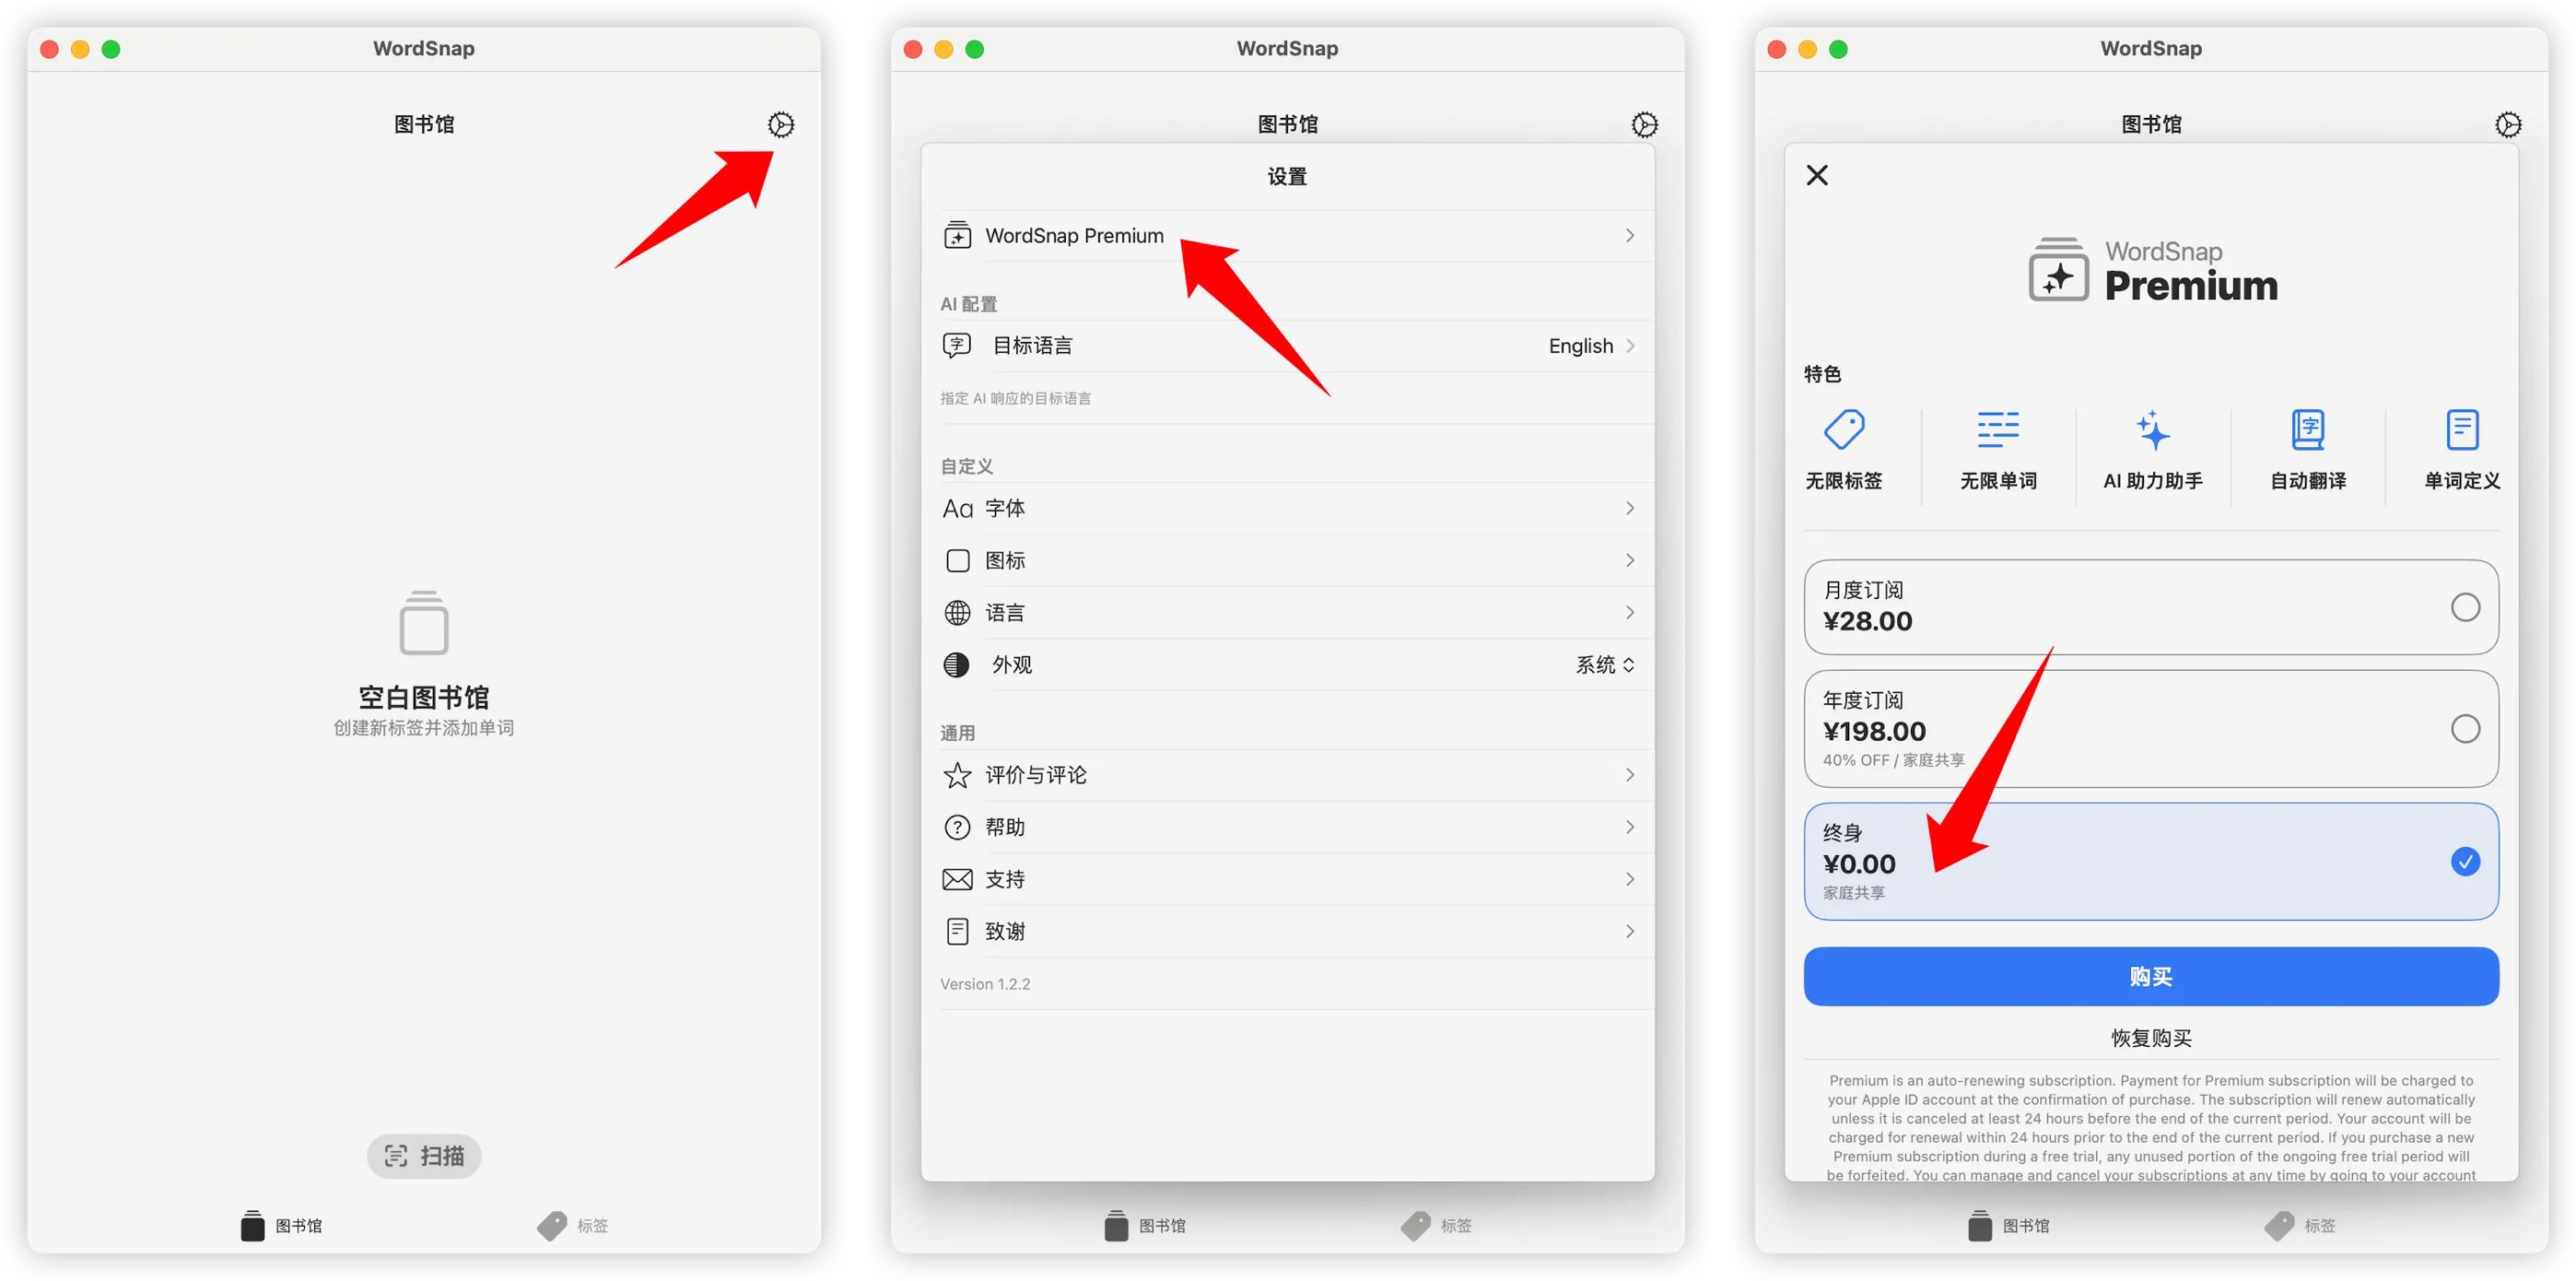 WordSnap
图书馆
空白图书馆
创建新标签并添加单词
扫描
图书馆
标签
WordSnap
图书馆
设置
WordSnap Premium
AI 配置
字 目标语言 English
指定 AI 响应的目标语言
自定义
Aa 字体
图标
语言
外观 系统
通用
评价与评论
? 帮助
支持
致谢
Version 1.2.2
图书馆
标签
WordSnap
图书馆
WordSnap
Premium
特色
字
无限标签 无限单词 AI 助力助手 自动翻译 单词定义
月度订阅
¥28.00
年度订阅
¥198.00
40% OFF / 家庭共享
终身
¥0.00
家庭共享
购买
恢复购买
Premium is an auto-renewing subscription. Payment for Premium subscription will be charged to
your Apple ID account at the confirmation of purchase. The subscription will renew automatically
unless it is canceled at least 24 hours before the end of the current period. Your account will be
charged for renewal within 24 hours prior to the end of the current period. If you purchase a new
Premium subscription during a free trial, any unused portion of the ongoing free trial period will
be forfeited. You can manage and cancel your subscriptions at any time by going to your account
图书馆
标签